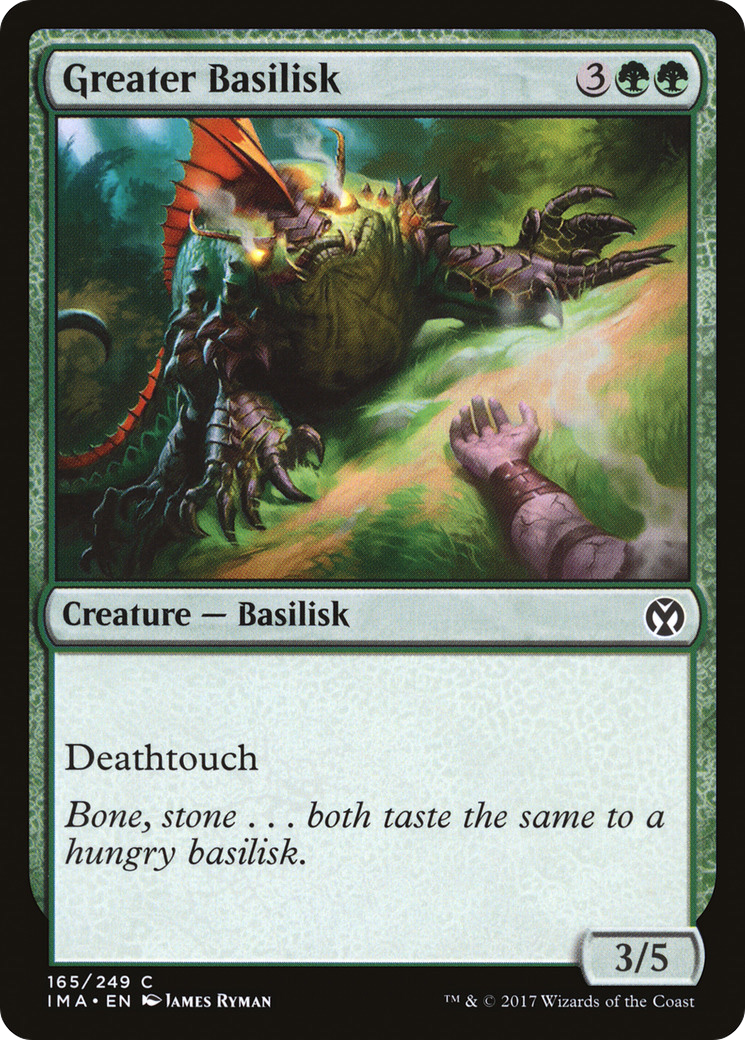 Greater Basilisk
3
Creature — Basilisk
Deathtouch
Bone, stone . . . both taste the same to a
hungry basilisk.
3/5
165/249 C
IMA • EN James Ryman
™ & © 2017 Wizards of the Coast